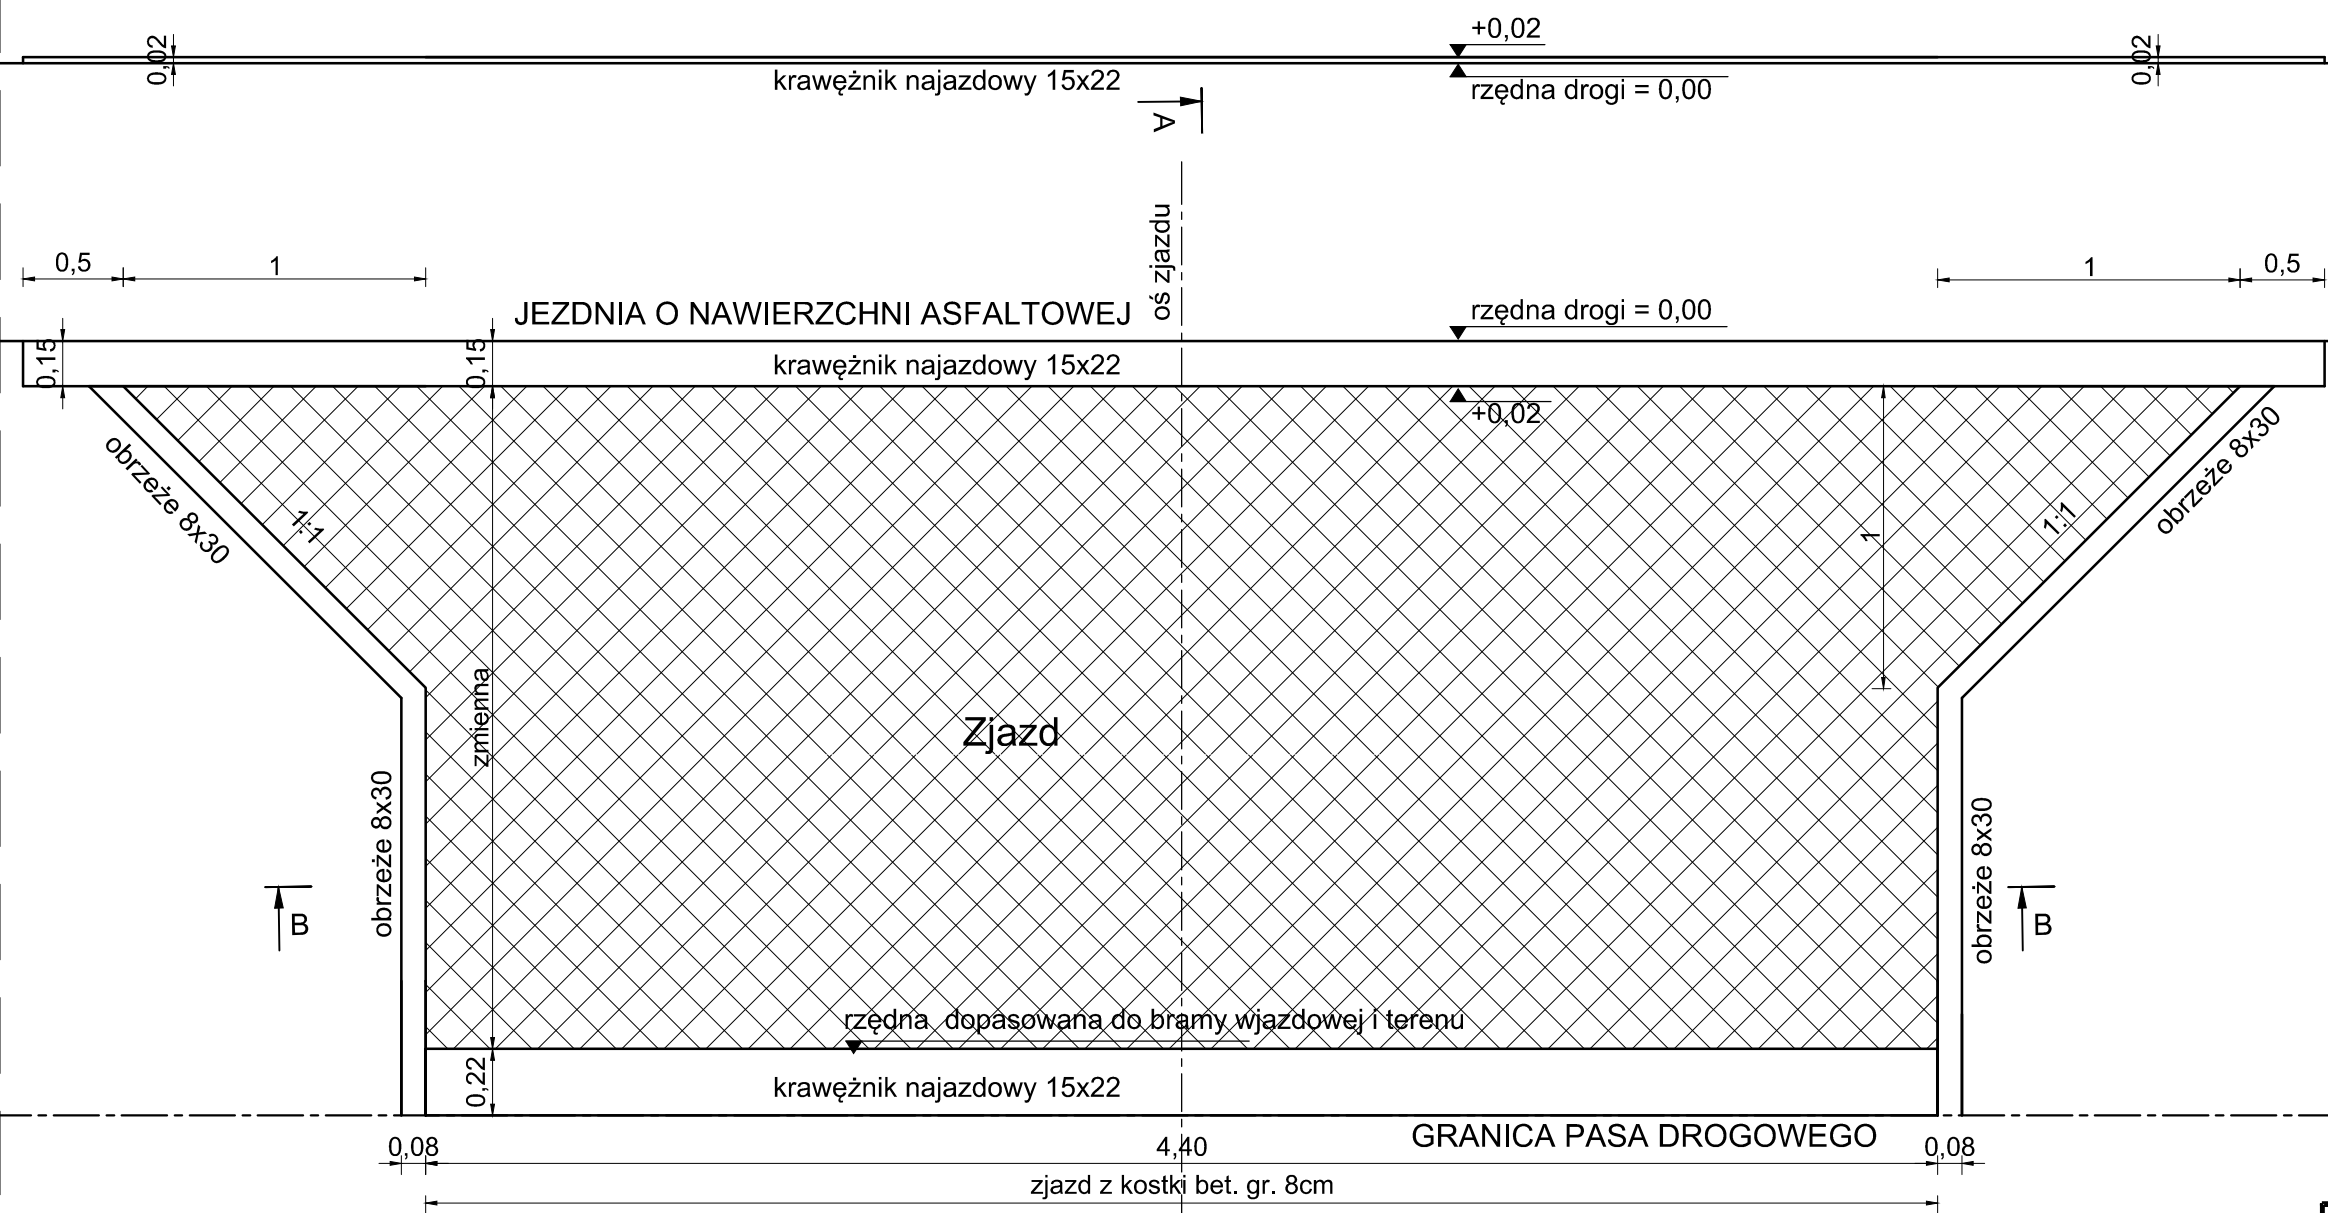 0,02
+0,02
0,02
krawężnik najazdowy 15x22
rzędna drogi = 0,00
A
oś zjazdu
0,5
1
1
0,5
JEZDNIA O NAWIERZCHNI ASFALTOWEJ
rzędna drogi = 0,00
0,15
0,15
krawężnik najazdowy 15x22
+0,02
obrzeże 8x30
1:1
1
1:1
obrzeże 8x30
zmienna
Zjazd
obrzeże 8x30
obrzeże 8x30
B
B
rzędna dopasowana do bramy wjazdowej i terenu
0,22
krawężnik najazdowy 15x22
GRANICA PASA DROGOWEGO
0,08
4,40
0,08
zjazd z kostki bet. gr. 8cm